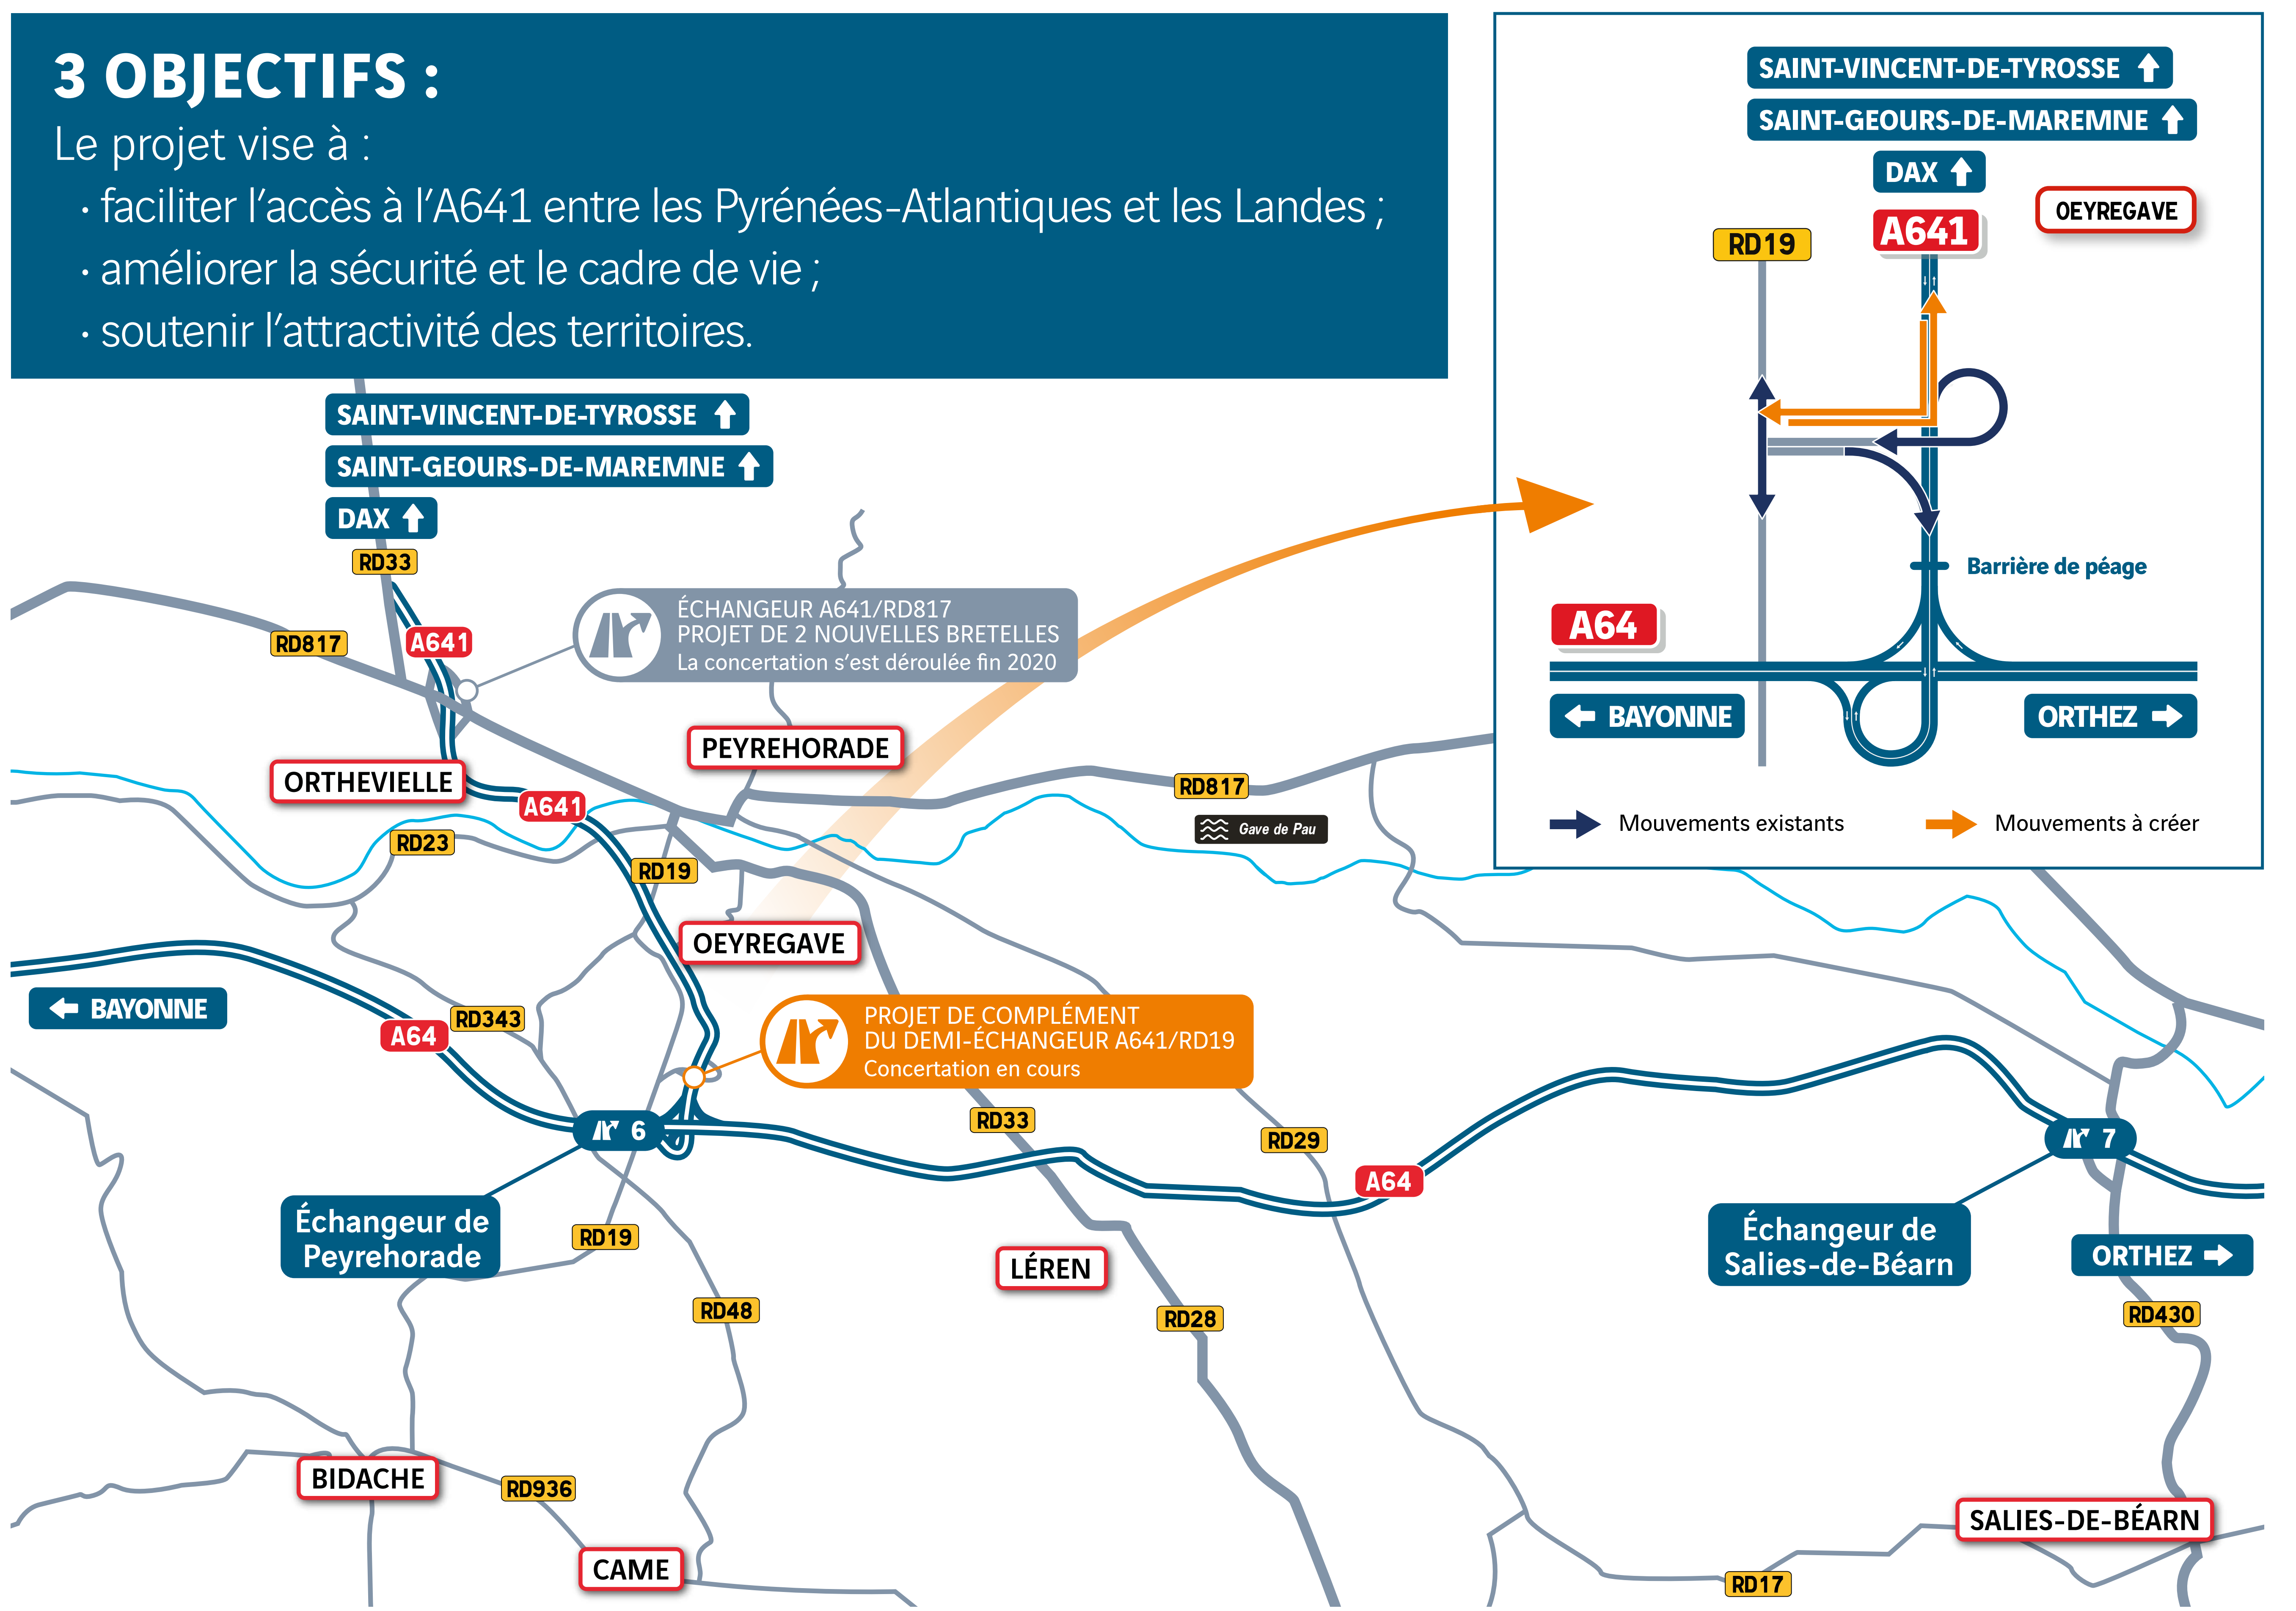 3 OBJECTIFS :
Le projet vise à :
· faciliter l'accès à l'A641 entre les Pyrénées-Atlantiques et les Landes ;
· améliorer la sécurité et le cadre de vie ;
· soutenir l'attractivité des territoires.
SAINT-VINCENT-DE-TYROSSE
SAINT-GEOURS-DE-MAREMNE
DAX
OEYREGAVE
A641
RD19
Barrière de péage
A64
BAYONNE
ORTHEZ
Mouvements existants
Mouvements à créer
SAINT-VINCENT-DE-TYROSSE
SAINT-GEOURS-DE-MAREMNE
DAX
RD33
RD817
A641
ÉCHANGEUR A641/RD817
PROJET DE 2 NOUVELLES BRETELLES
La concertation s'est déroulée fin 2020
PEYREHORADE
ORTHEVIELLE
A641
RD817
Gave de Pau
RD23
RD19
OEYREGAVE
BAYONNE
A64
RD343
PROJET DE COMPLÉMENT
DU DEMI-ÉCHANGEUR A641/RD19
Concertation en cours
6
RD33
RD29
A64
7
Échangeur de
Peyrehorade
RD19
LÉREN
Échangeur de
Salies-de-Béarn
ORTHEZ
RD48
RD28
RD430
BIDACHE
RD936
CAME
SALIES-DE-BÉARN
RD17